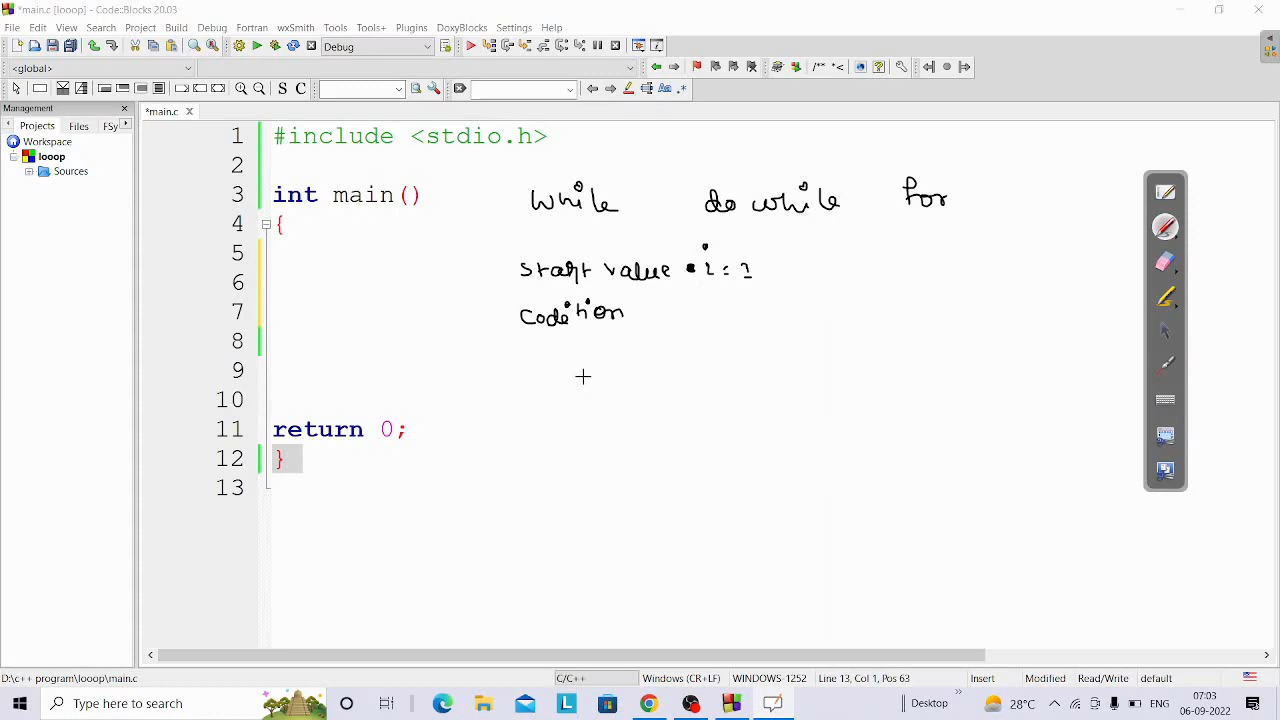 *main.c [looop] - Code::Blocks 20.03
File Edit View Search Project Build Debug Fortran wxSmith Tools Tools+ Plugins DoxyBlocks Settings Help
Debug
<global>
S C
Aa .*
Management
*main.c
Projects Files FSy
Workspace
looop
Sources
1 #include <stdio.h>
2
3 int main()
4 {
5
6
7
8
9
10
11 return 0;
12 }
13
while do while for
start value i = 1
Codition
D:\c++ program\looop\main.c C/C++ Windows (CR+LF) WINDOWS-1252 Line 13, Col 1, Pos 63 Insert Modified Read/Write default
Type here to search
Desktop
28°C
ENG
07:03
06-09-2022